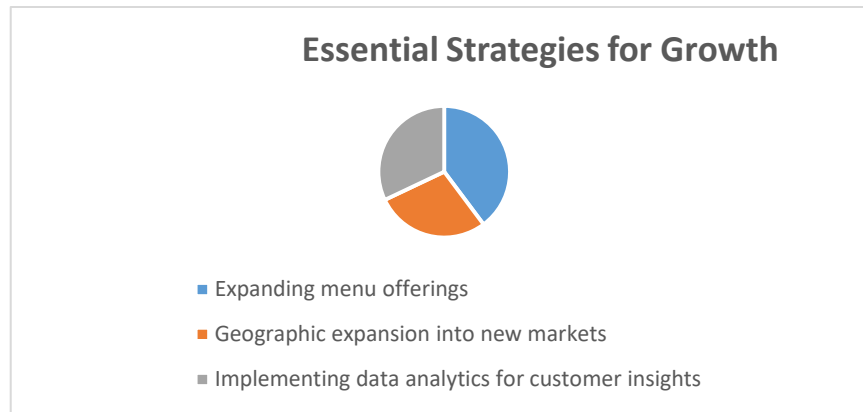 Essential Strategies for Growth
Expanding menu offerings
Geographic expansion into new markets
Implementing data analytics for customer insights